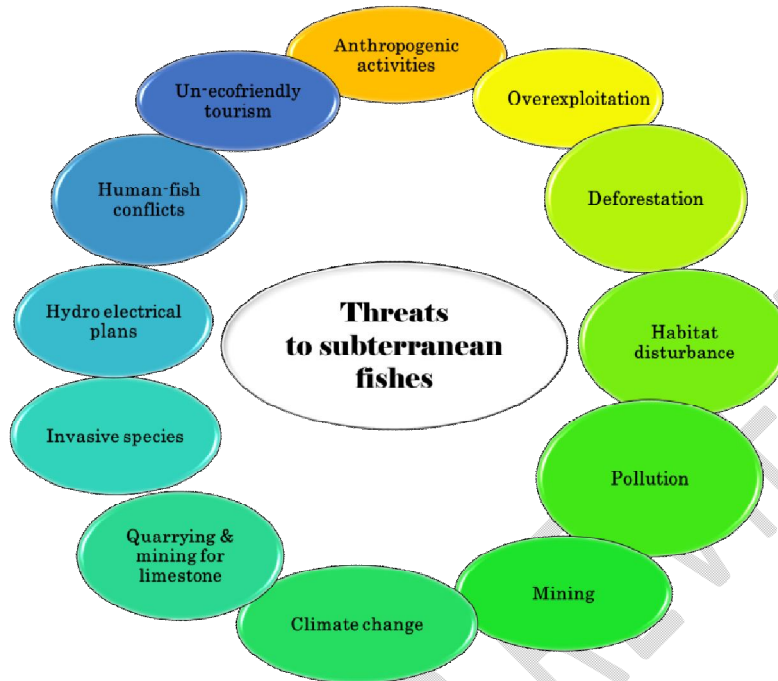 Anthropogenic
activities
Overexploitation
Deforestation
Habitat
disturbance
Pollution
Mining
Climate change
Quarrying &
mining for
limestone
Invasive species
Hydro electrical
plans
Human-fish
conflicts
Un-ecofriendly
tourism
Threats
to subterranean
fishes